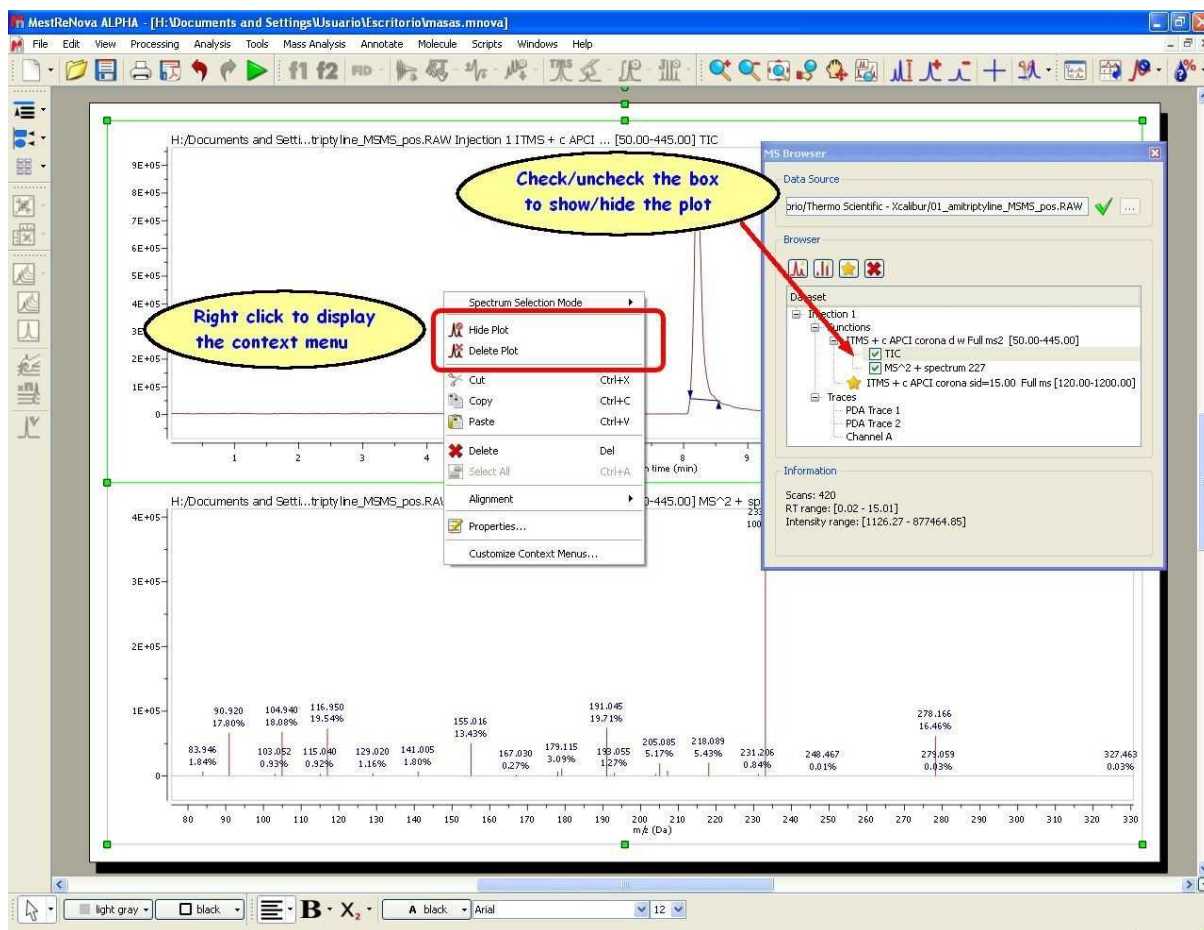 MestReNova ALPHA - [H:\Documents and Settings\Usuario\Escritorio\masas.mnova]
File Edit View Processing Analysis Tools Mass Analysis Annotate Molecule Scripts Windows Help
f1 f2 FID
H:/Documents and Setti...triptyline_MSMS_pos.RAW Injection 1 ITMS + c APCI ... [50.00-445.00] TIC
9E+05
8E+05
7E+05
6E+05
5E+05
4E+05
3E
2E+05
1E+05
0
1 2 3 4 8 9
n time (min)
Check/uncheck the box
to show/hide the plot
Right click to display
the context menu
Spectrum Selection Mode
Hide Plot
Delete Plot
Cut Ctrl+X
Copy Ctrl+C
Paste Ctrl+V
Delete Del
Select All Ctrl+A
Alignment
Properties...
Customize Context Menus...
MS Browser
Data Source
orio/Thermo Scientific - Xcalibur/01_amitriptyline_MSMS_pos.RAW ...
Browser
Dataset
Injection 1
Functions
ITMS + c APCI corona d w Full ms2 [50.00-445.00]
TIC
MS^2 + spectrum 227
ITMS + c APCI corona sid=15.00 Full ms [120.00-1200.00]
Traces
PDA Trace 1
PDA Trace 2
Channel A
Information
Scans: 420
RT range: [0.02 - 15.01]
Intensity range: [1126.27 - 877464.85]
H:/Documents and Setti...triptyline_MSMS_pos.RA 0-445.00] MS^2 + sp
233
100
4E+05
3E+05
2E+05
1E+05
0
83.946
1.84%
90.920
17.80%
103.052
0.93%
104.940
18.08%
115.040
0.92%
116.950
19.54%
129.020
1.16%
141.005
1.80%
155.016
13.43%
167.030
0.27%
179.115
3.09%
191.045
19.71%
193.055
1.27%
205.085
5.17%
218.089
5.43%
231.206
0.84%
248.467
0.01%
278.166
16.46%
279.059
0.03%
327.463
0.03%
80 90 100 110 120 130 140 150 160 170 180 190 200 210 220 230 240 250 260 270 280 290 300 310 320 330
m/z (Da)
light gray black B X2 A black Arial 12